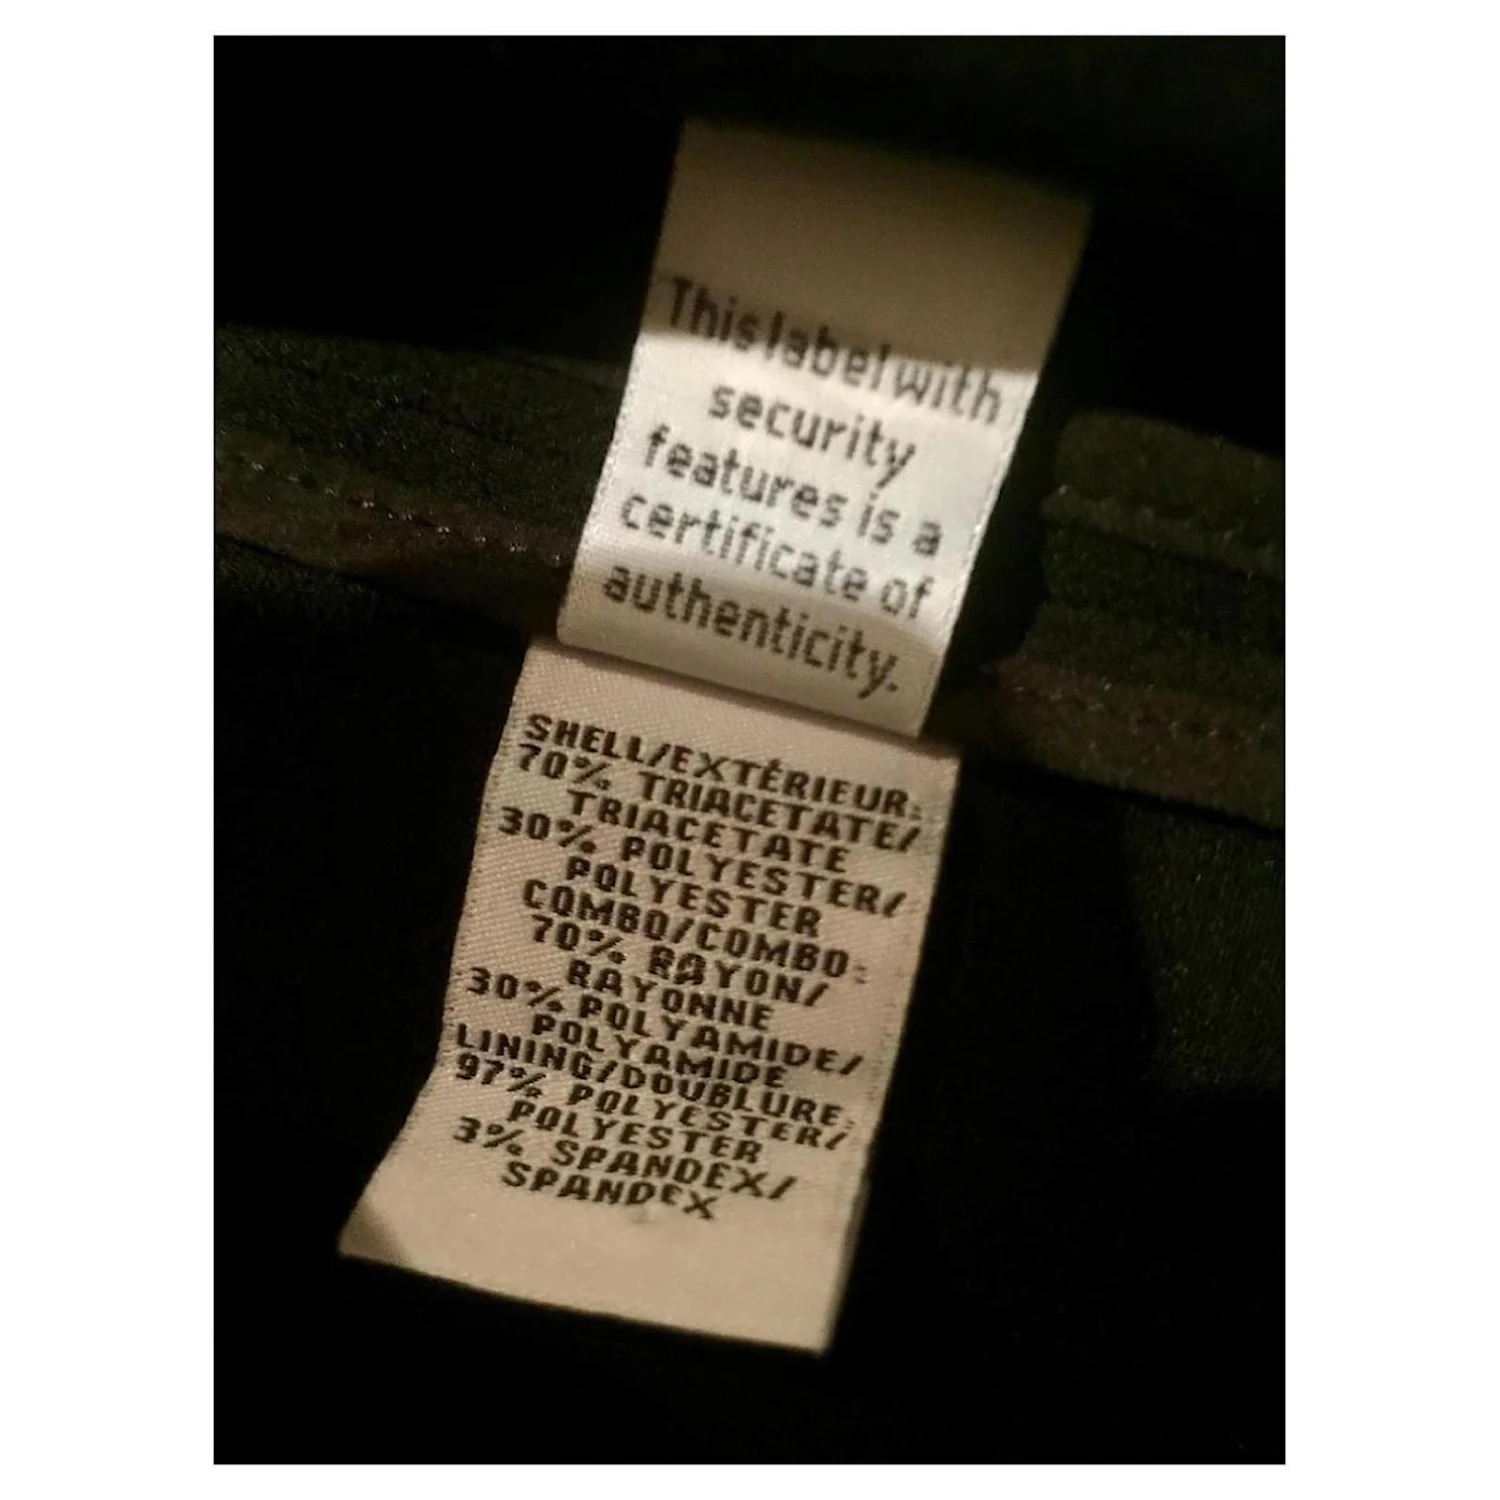 This label with
security
features is a
certificate of
authenticity.
SHELL/EXTÉRIEUR:
70% TRIACETATE/
TRIACETATE
30% POLYESTER/
POLYESTER
COMBO/COMBO:
70% RAYON/
RAYONNE
30% POLYAMIDE/
POLYAMIDE
LINING/DOUBLURE:
97% POLYESTER/
POLYESTER
3% SPANDEX/
SPANDEX